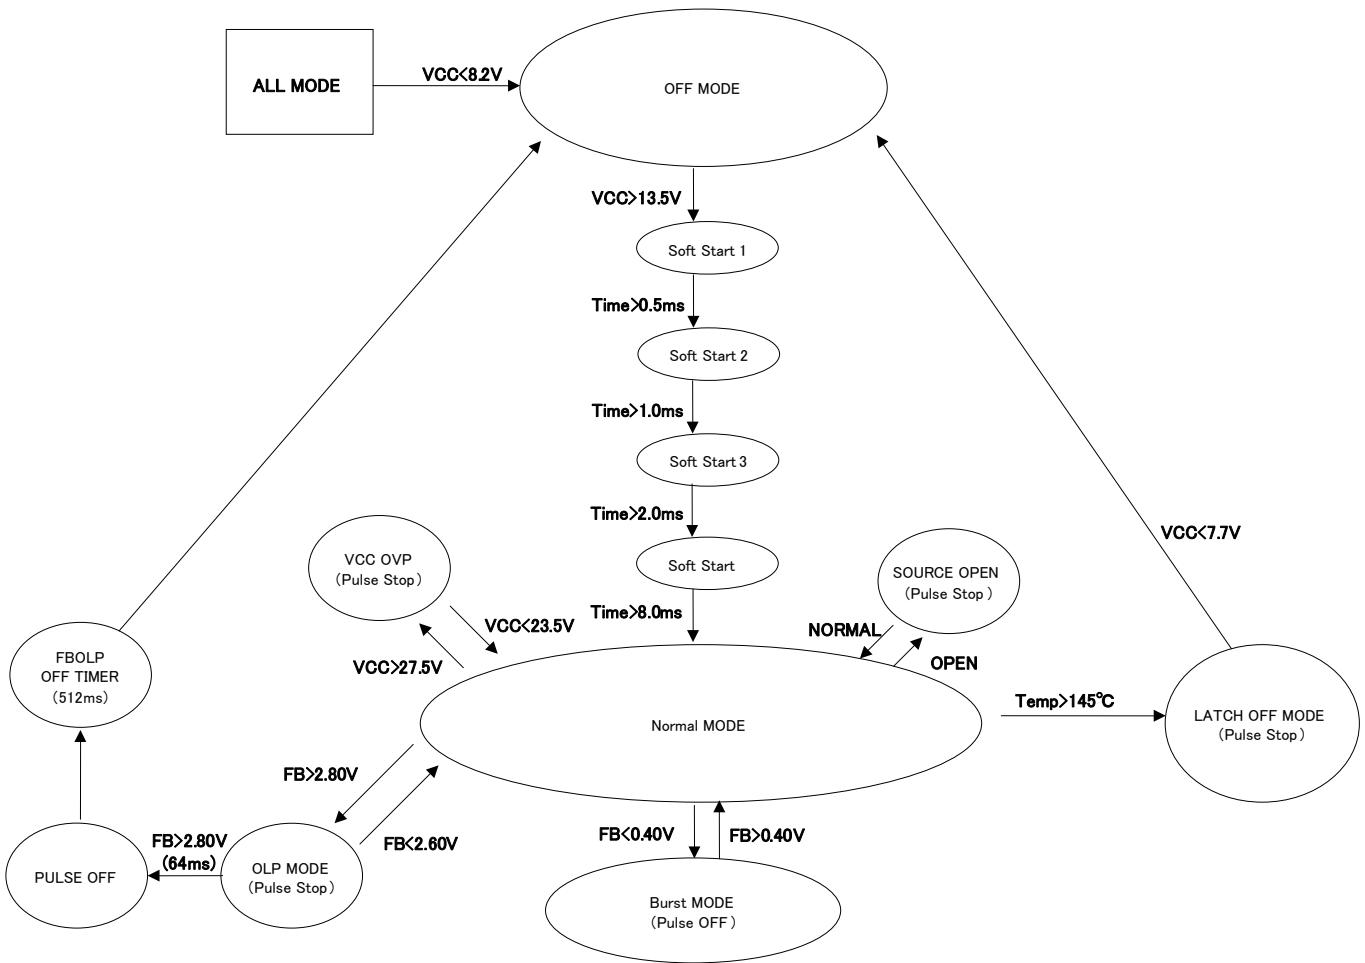 ALL MODE
VCC<8.2V
OFF MODE
VCC>13.5V
Soft Start 1
Time>0.5ms
Soft Start 2
Time>1.0ms
Soft Start 3
Time>2.0ms
Soft Start
Time>8.0ms
VCC OVP
(Pulse Stop)
VCC<23.5V
VCC>27.5V
SOURCE OPEN
(Pulse Stop)
NORMAL
OPEN
VCC<7.7V
FBOLP
OFF TIMER
(512ms)
Normal MODE
Temp>145℃
LATCH OFF MODE
(Pulse Stop)
FB>2.80V
FB<2.60V
FB<0.40V
FB>0.40V
PULSE OFF
FB>2.80V
(64ms)
OLP MODE
(Pulse Stop)
Burst MODE
(Pulse OFF)